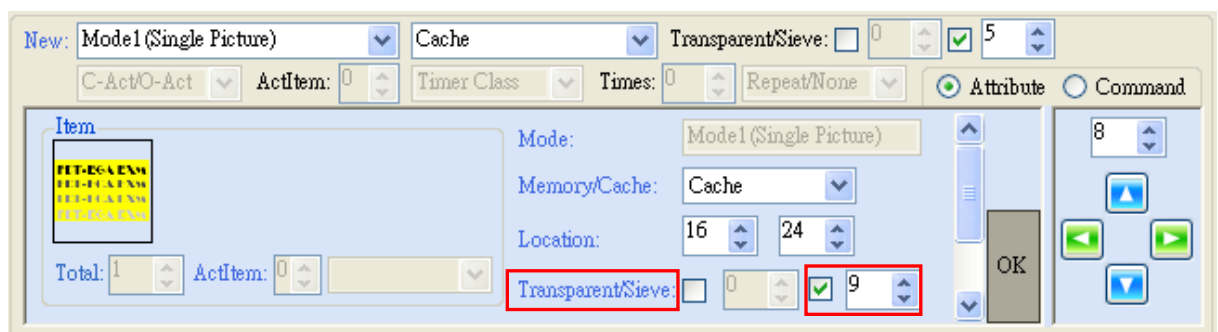 New: Mode1 (Single Picture) Cache Transparent/Sieve: 0 5
C-Act/O-Act ActItem: 0 Timer Class Times: 0 Repeat/None Attribute Command
Item
Mode: Mode1 (Single Picture)
8
Memory/Cache: Cache
Location: 16 24
OK
Total: 1 ActItem: 0
Transparent/Sieve: 0 9